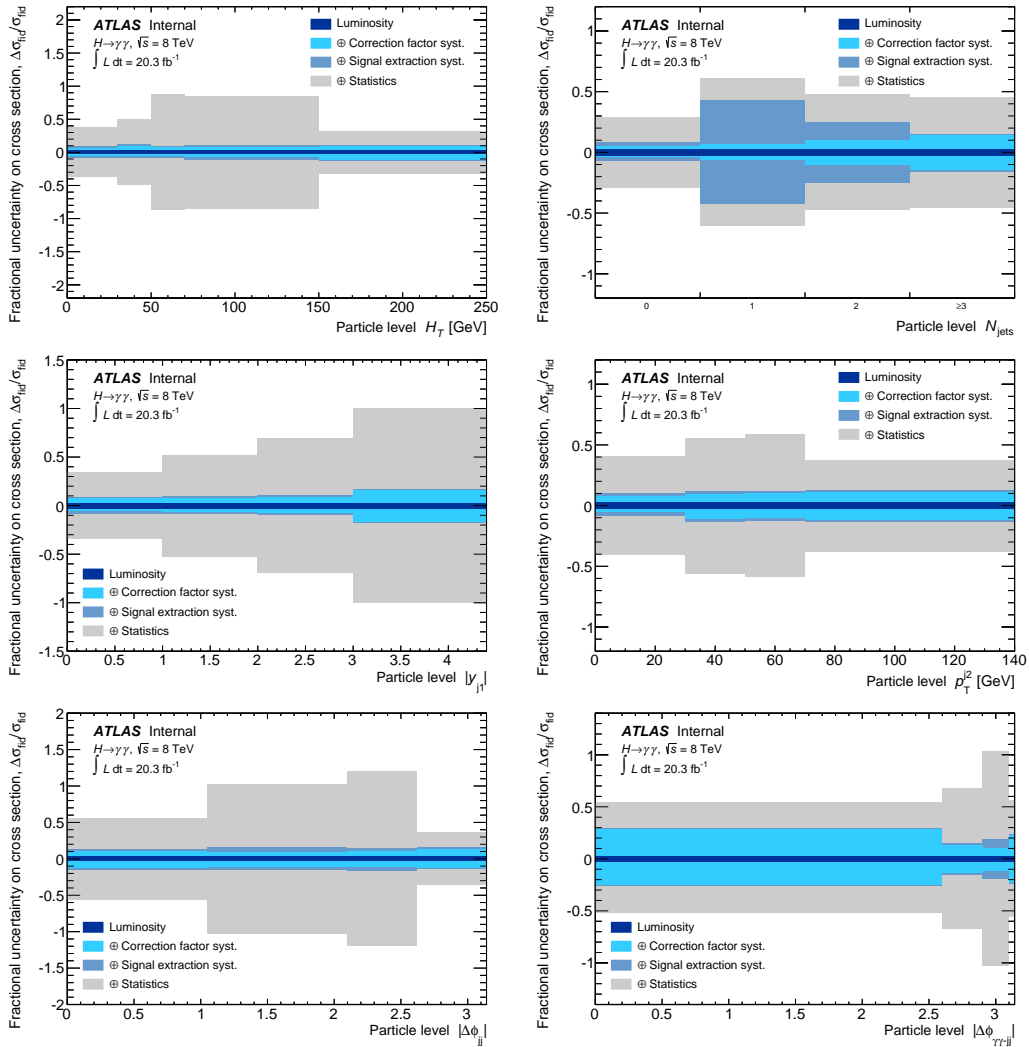 Fractional uncertainty on cross section, Δσfid/σfid
ATLAS Internal
H→γγ, √s = 8 TeV
∫ L dt = 20.3 fb⁻¹
Luminosity
⊕ Correction factor syst.
⊕ Signal extraction syst.
⊕ Statistics
2
1.5
1
0.5
0
-0.5
-1
-1.5
-2
0 50 100 150 200 250
Particle level H_T [GeV]
Fractional uncertainty on cross section, Δσfid/σfid
ATLAS Internal
H→γγ, √s = 8 TeV
∫ L dt = 20.3 fb⁻¹
Luminosity
⊕ Correction factor syst.
⊕ Signal extraction syst.
⊕ Statistics
1
0.5
0
-0.5
-1
0 1 2 ≥3
Particle level N_jets
Fractional uncertainty on cross section, Δσfid/σfid
ATLAS Internal
H→γγ, √s = 8 TeV
∫ L dt = 20.3 fb⁻¹
1.5
1
0.5
0
-0.5
-1
-1.5
Luminosity
⊕ Correction factor syst.
⊕ Signal extraction syst.
⊕ Statistics
0 0.5 1 1.5 2 2.5 3 3.5 4
Particle level |y_j1|
Fractional uncertainty on cross section, Δσfid/σfid
ATLAS Internal
H→γγ, √s = 8 TeV
∫ L dt = 20.3 fb⁻¹
Luminosity
⊕ Correction factor syst.
⊕ Signal extraction syst.
⊕ Statistics
1
0.5
0
-0.5
-1
0 20 40 60 80 100 120 140
Particle level p_T^j2 [GeV]
Fractional uncertainty on cross section, Δσfid/σfid
ATLAS Internal
H→γγ, √s = 8 TeV
∫ L dt = 20.3 fb⁻¹
2
1.5
1
0.5
0
-0.5
-1
-1.5
-2
Luminosity
⊕ Correction factor syst.
⊕ Signal extraction syst.
⊕ Statistics
0 0.5 1 1.5 2 2.5 3
Particle level |Δϕ_jj|
Fractional uncertainty on cross section, Δσfid/σfid
ATLAS Internal
H→γγ, √s = 8 TeV
∫ L dt = 20.3 fb⁻¹
1
0.5
0
-0.5
-1
Luminosity
⊕ Correction factor syst.
⊕ Signal extraction syst.
⊕ Statistics
0 0.5 1 1.5 2 2.5 3
Particle level |Δϕ_γγ-jj|